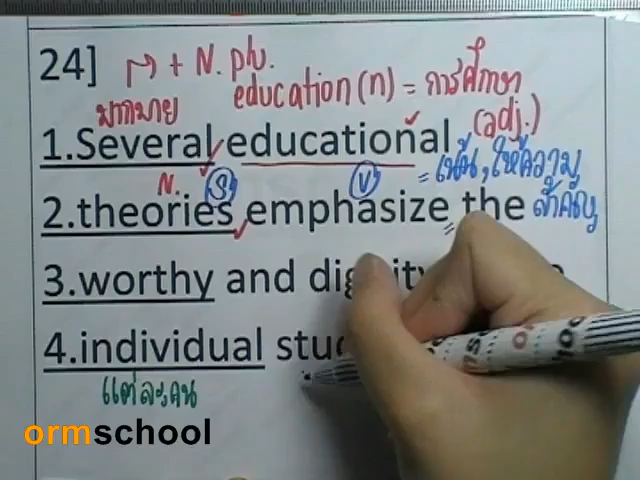 24] + N. plu.
education (n) = การศึกษา
มากมาย (adj.)
1.Several educational
= เน้น, ให้ความ
N. S V
2.theories emphasize the สำคัญ
3.worthy and dignity
4.individual
แต่ละคน
ormschool
SOM